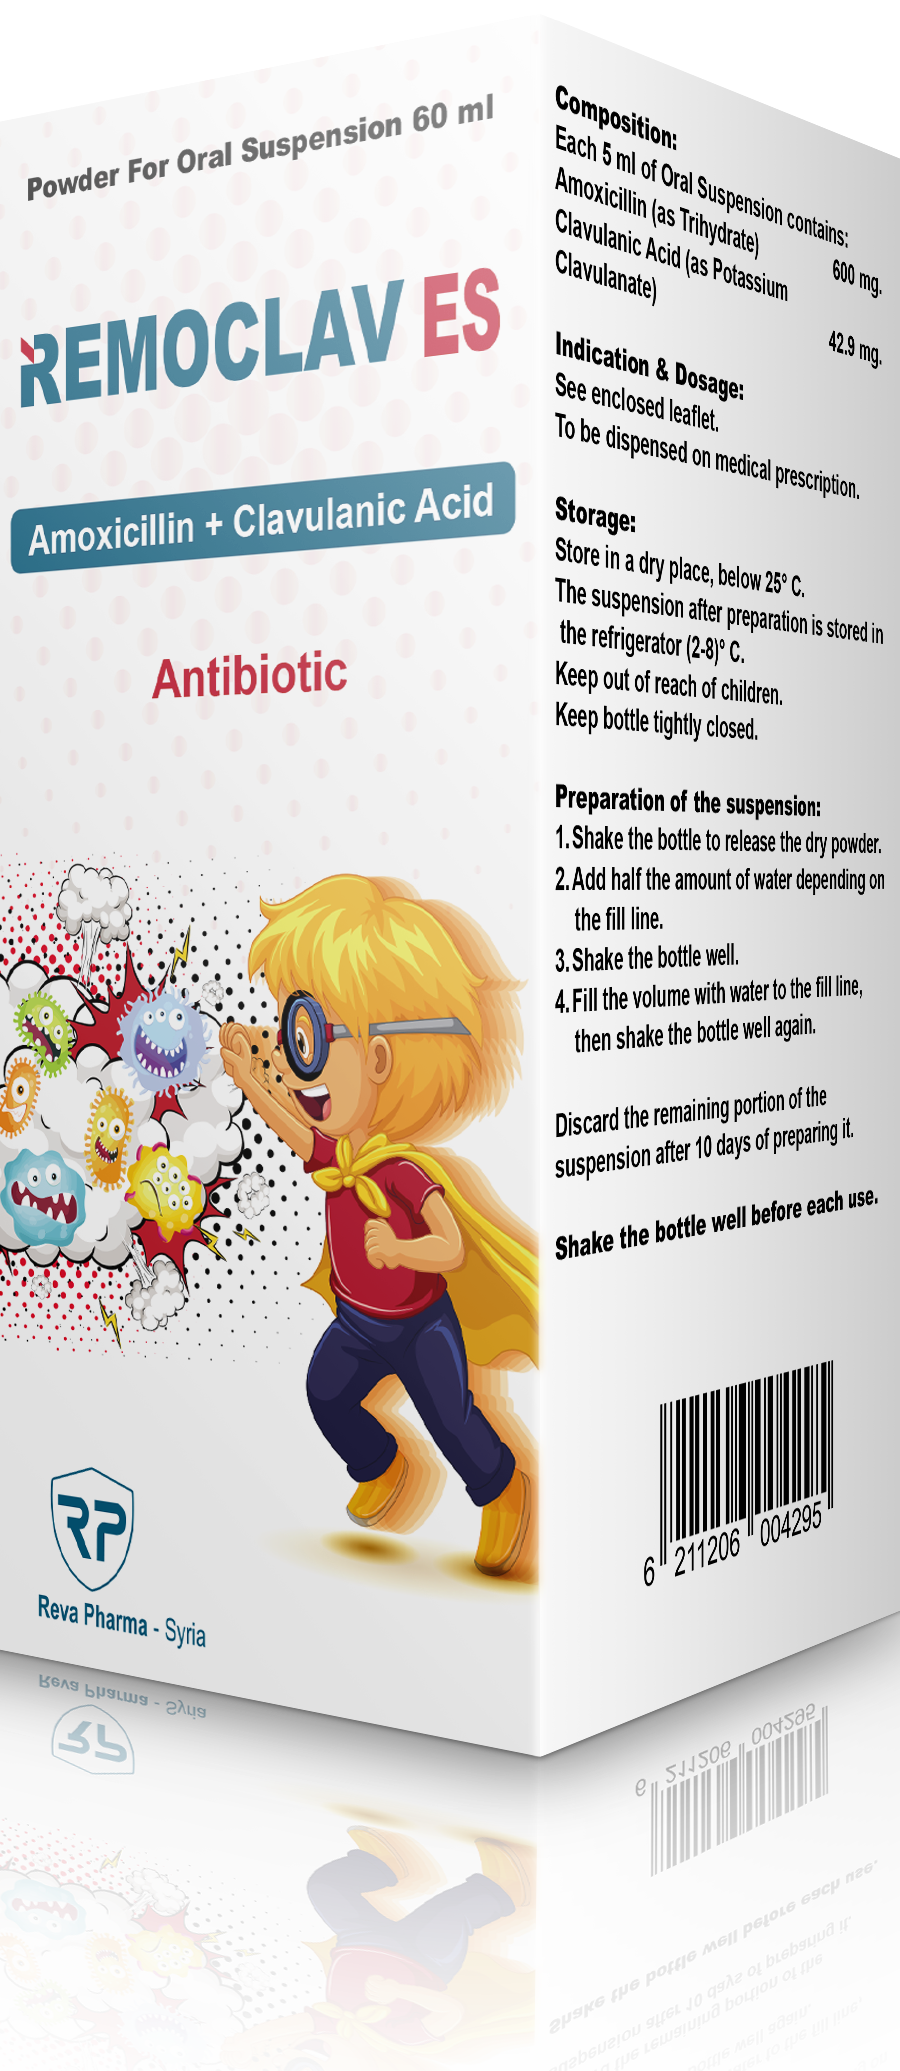 Powder For Oral Suspension 60 ml
REMOCLAV ES
Amoxicillin + Clavulanic Acid
Antibiotic
RP
Reva Pharma - Syria
Composition:
Each 5 ml of Oral Suspension contains:
Amoxicillin (as Trihydrate) 600 mg.
Clavulanic Acid (as Potassium
Clavulanate) 42.9 mg.
Indication & Dosage:
See enclosed leaflet.
To be dispensed on medical prescription.
Storage:
Store in a dry place, below 25° C.
The suspension after preparation is stored in
the refrigerator (2-8)° C.
Keep out of reach of children.
Keep bottle tightly closed.
Preparation of the suspension:
1. Shake the bottle to release the dry powder.
2. Add half the amount of water depending on
the fill line.
3. Shake the bottle well.
4. Fill the volume with water to the fill line,
then shake the bottle well again.
Discard the remaining portion of the
suspension after 10 days of preparing it.
Shake the bottle well before each use.
6 211206 004295